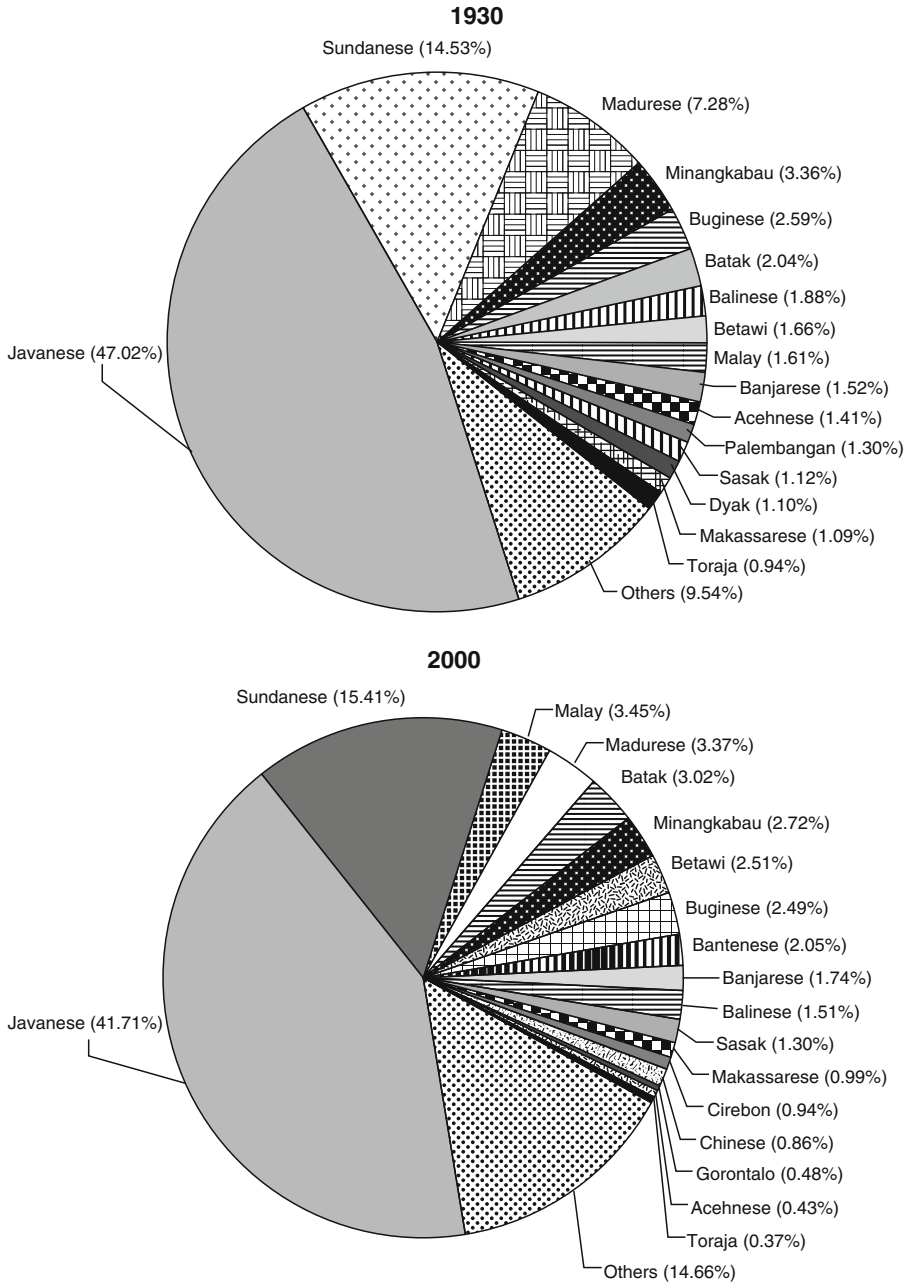 1930
Sundanese (14.53%)
Madurese (7.28%)
Minangkabau (3.36%)
Buginese (2.59%)
Batak (2.04%)
Balinese (1.88%)
Betawi (1.66%)
Malay (1.61%)
Banjarese (1.52%)
Acehnese (1.41%)
Palembangan (1.30%)
Sasak (1.12%)
Dyak (1.10%)
Makassarese (1.09%)
Toraja (0.94%)
Others (9.54%)
Javanese (47.02%)
2000
Sundanese (15.41%)
Malay (3.45%)
Madurese (3.37%)
Batak (3.02%)
Minangkabau (2.72%)
Betawi (2.51%)
Buginese (2.49%)
Bantenese (2.05%)
Banjarese (1.74%)
Balinese (1.51%)
Sasak (1.30%)
Makassarese (0.99%)
Cirebon (0.94%)
Chinese (0.86%)
Gorontalo (0.48%)
Acehnese (0.43%)
Toraja (0.37%)
Others (14.66%)
Javanese (41.71%)